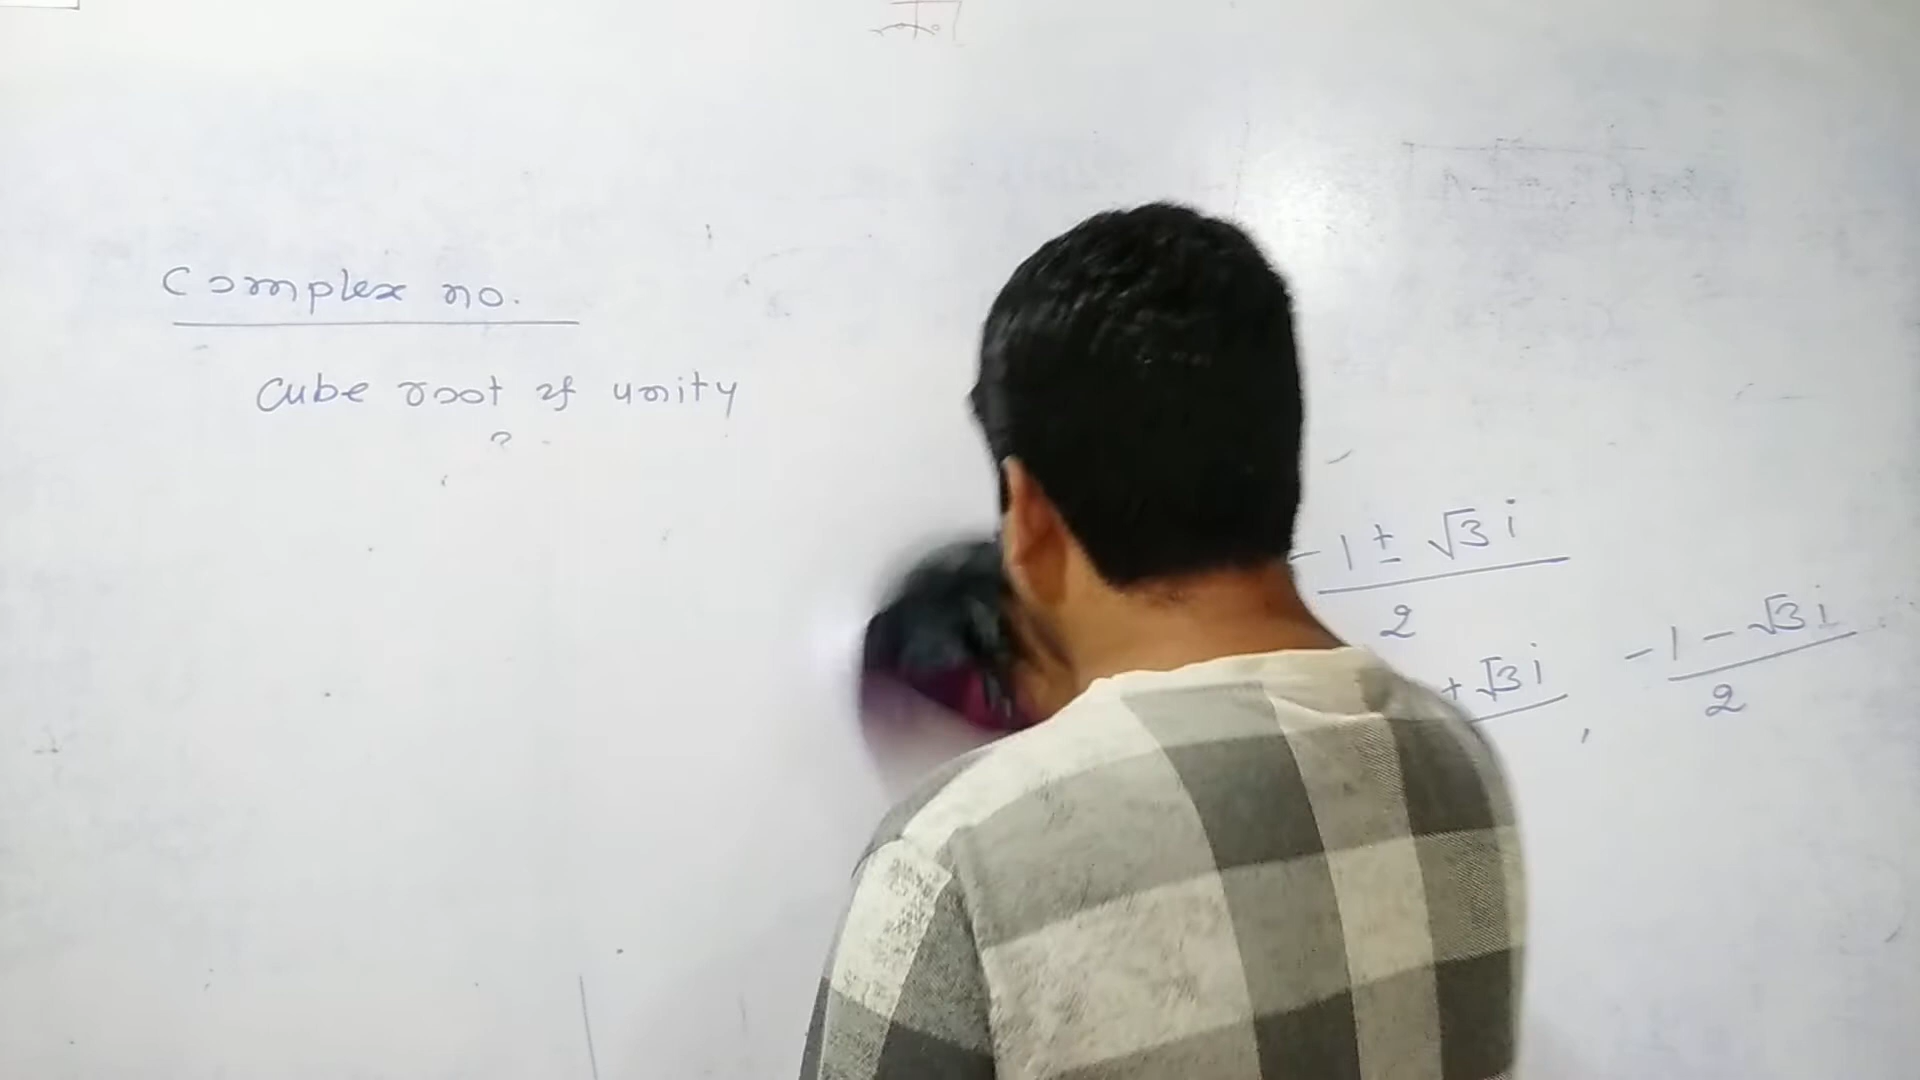 Complex no.
Cube root of unity
-1 ± √3 i
2
+ √3 i , -1 - √3 i
2